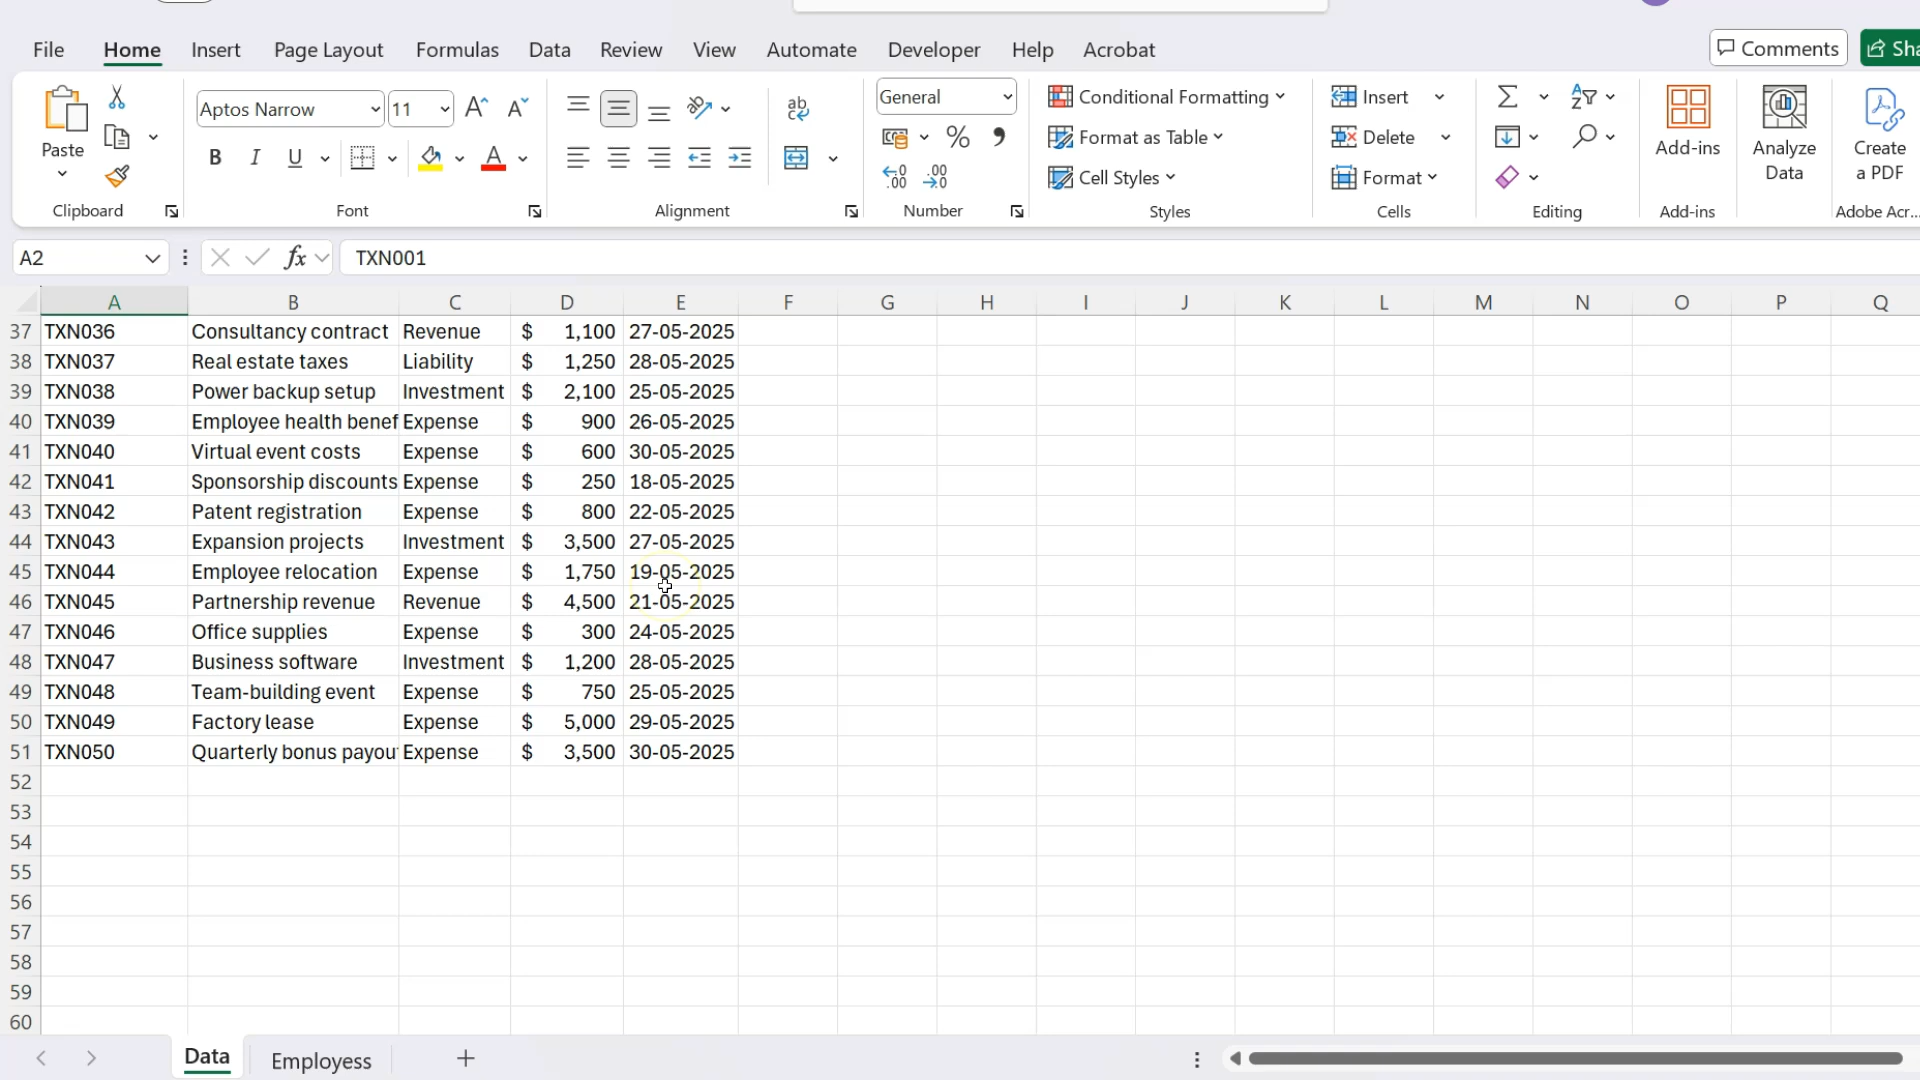 File Home Insert Page Layout Formulas Data Review View Automate Developer Help Acrobat Comments Sha
Aptos Narrow 11 General Conditional Formatting Insert
Paste Format as Table Delete Add-ins Analyze Data Create a PDF
B I U A % , Cell Styles Format
Clipboard Font Alignment Number Styles Cells Editing Add-ins Adobe Acr...
A2 fx TXN001
A B C D E F G H I J K L M N O P Q
37 TXN036 Consultancy contract Revenue $ 1,100 27-05-2025
38 TXN037 Real estate taxes Liability $ 1,250 28-05-2025
39 TXN038 Power backup setup Investment $ 2,100 25-05-2025
40 TXN039 Employee health benef Expense $ 900 26-05-2025
41 TXN040 Virtual event costs Expense $ 600 30-05-2025
42 TXN041 Sponsorship discounts Expense $ 250 18-05-2025
43 TXN042 Patent registration Expense $ 800 22-05-2025
44 TXN043 Expansion projects Investment $ 3,500 27-05-2025
45 TXN044 Employee relocation Expense $ 1,750 19-05-2025
46 TXN045 Partnership revenue Revenue $ 4,500 21-05-2025
47 TXN046 Office supplies Expense $ 300 24-05-2025
48 TXN047 Business software Investment $ 1,200 28-05-2025
49 TXN048 Team-building event Expense $ 750 25-05-2025
50 TXN049 Factory lease Expense $ 5,000 29-05-2025
51 TXN050 Quarterly bonus payou Expense $ 3,500 30-05-2025
52
53
54
55
56
57
58
59
60
Data Employess